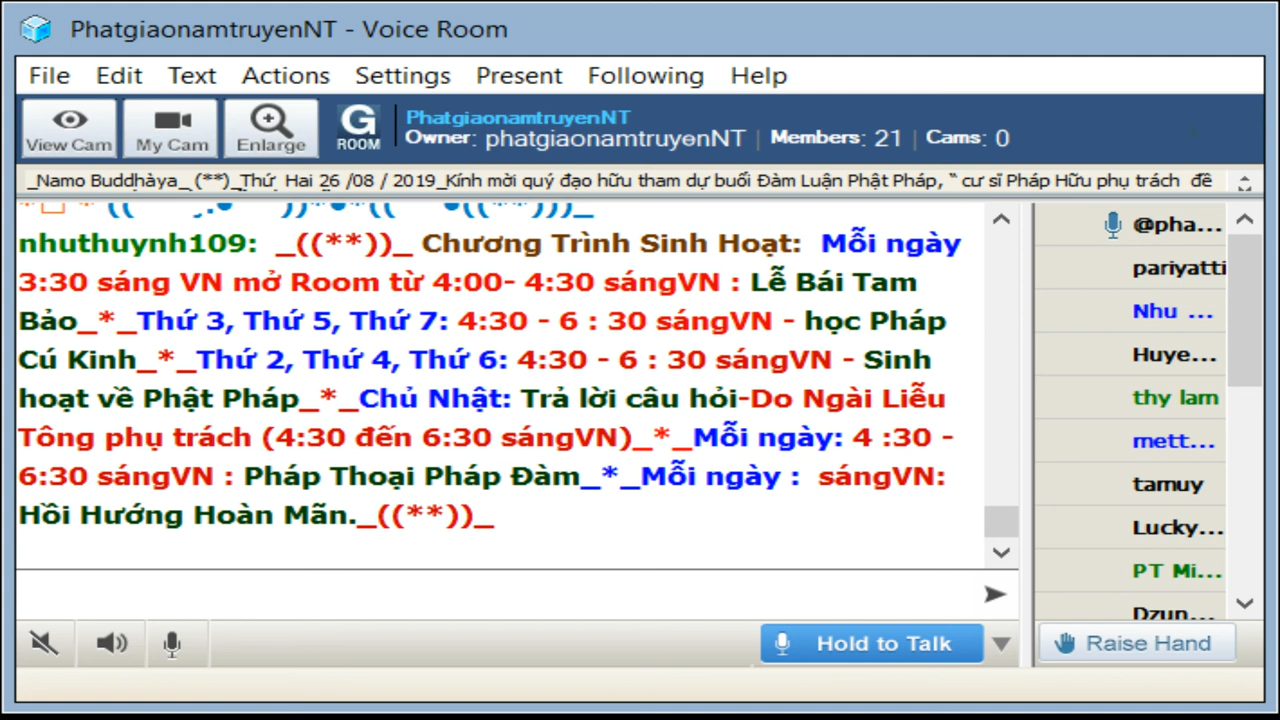 PhatgiaonamtruyenNT - Voice Room
File Edit Text Actions Settings Present Following Help
View Cam My Cam Enlarge G ROOM
PhatgiaonamtruyenNT
Owner: phatgiaonamtruyenNT | Members: 21 | Cams: 0
_Namo Buddhàya_ (**)_Thứ Hai 26 /08 / 2019_Kính mời quý đạo hữu tham dự buổi Đàm Luận Phật Pháp, “ cư sĩ Pháp Hữu phụ trách đề
nhuthuynh109: _((**))_ Chương Trình Sinh Hoạt: Mỗi ngày
3:30 sáng VN mở Room từ 4:00- 4:30 sángVN : Lễ Bái Tam
Bảo_*_Thứ 3, Thứ 5, Thứ 7: 4:30 - 6 : 30 sángVN - học Pháp
Cú Kinh_*_Thứ 2, Thứ 4, Thứ 6: 4:30 - 6 : 30 sángVN - Sinh
hoạt về Phật Pháp_*_Chủ Nhật: Trả lời câu hỏi-Do Ngài Liễu
Tông phụ trách (4:30 đến 6:30 sángVN)_*_Mỗi ngày: 4 :30 -
6:30 sángVN : Pháp Thoại Pháp Đàm_*_Mỗi ngày : sángVN:
Hồi Hướng Hoàn Mãn._((**))_
@pha...
pariyatti
Nhu ...
Huye...
thy lam
mett...
tamuy
Lucky...
PT Mi...
Dzun...
Hold to Talk
Raise Hand